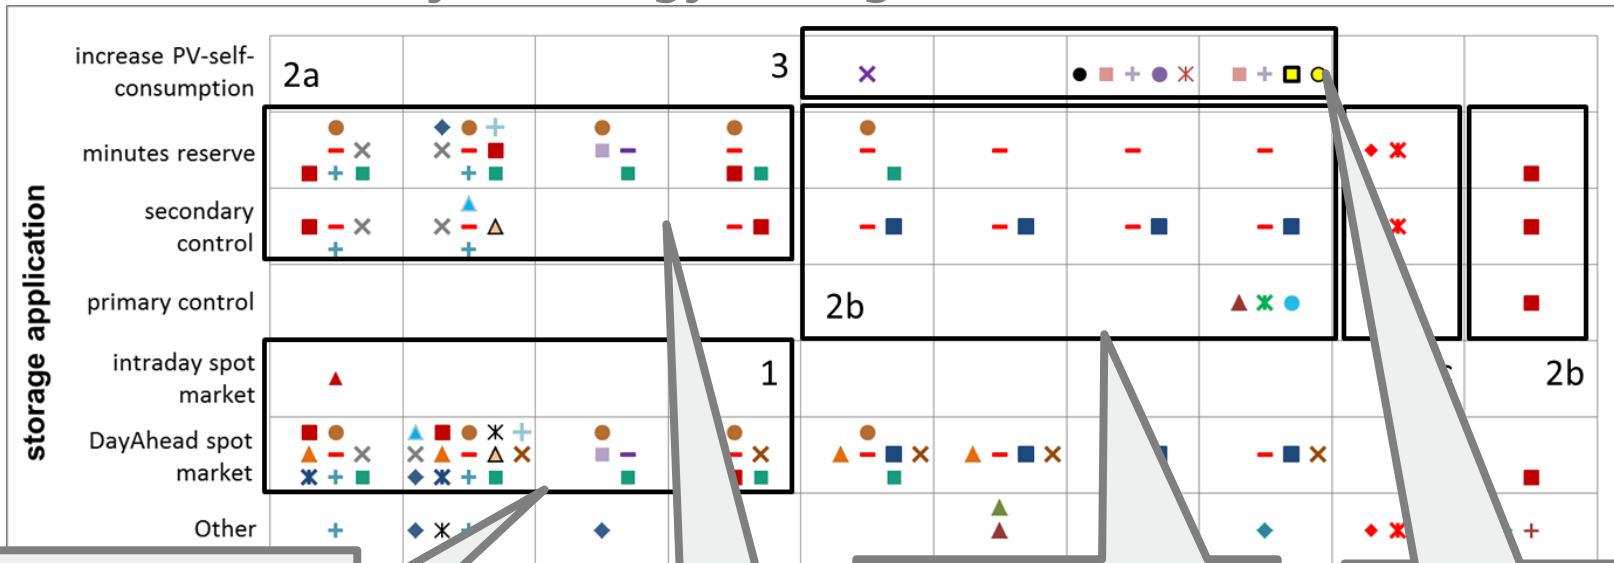 increase PV-self-
consumption
2a
3
minutes reserve
secondary
control
primary control
2b
intraday spot
market
1
2b
DayAhead spot
market
Other
storage application